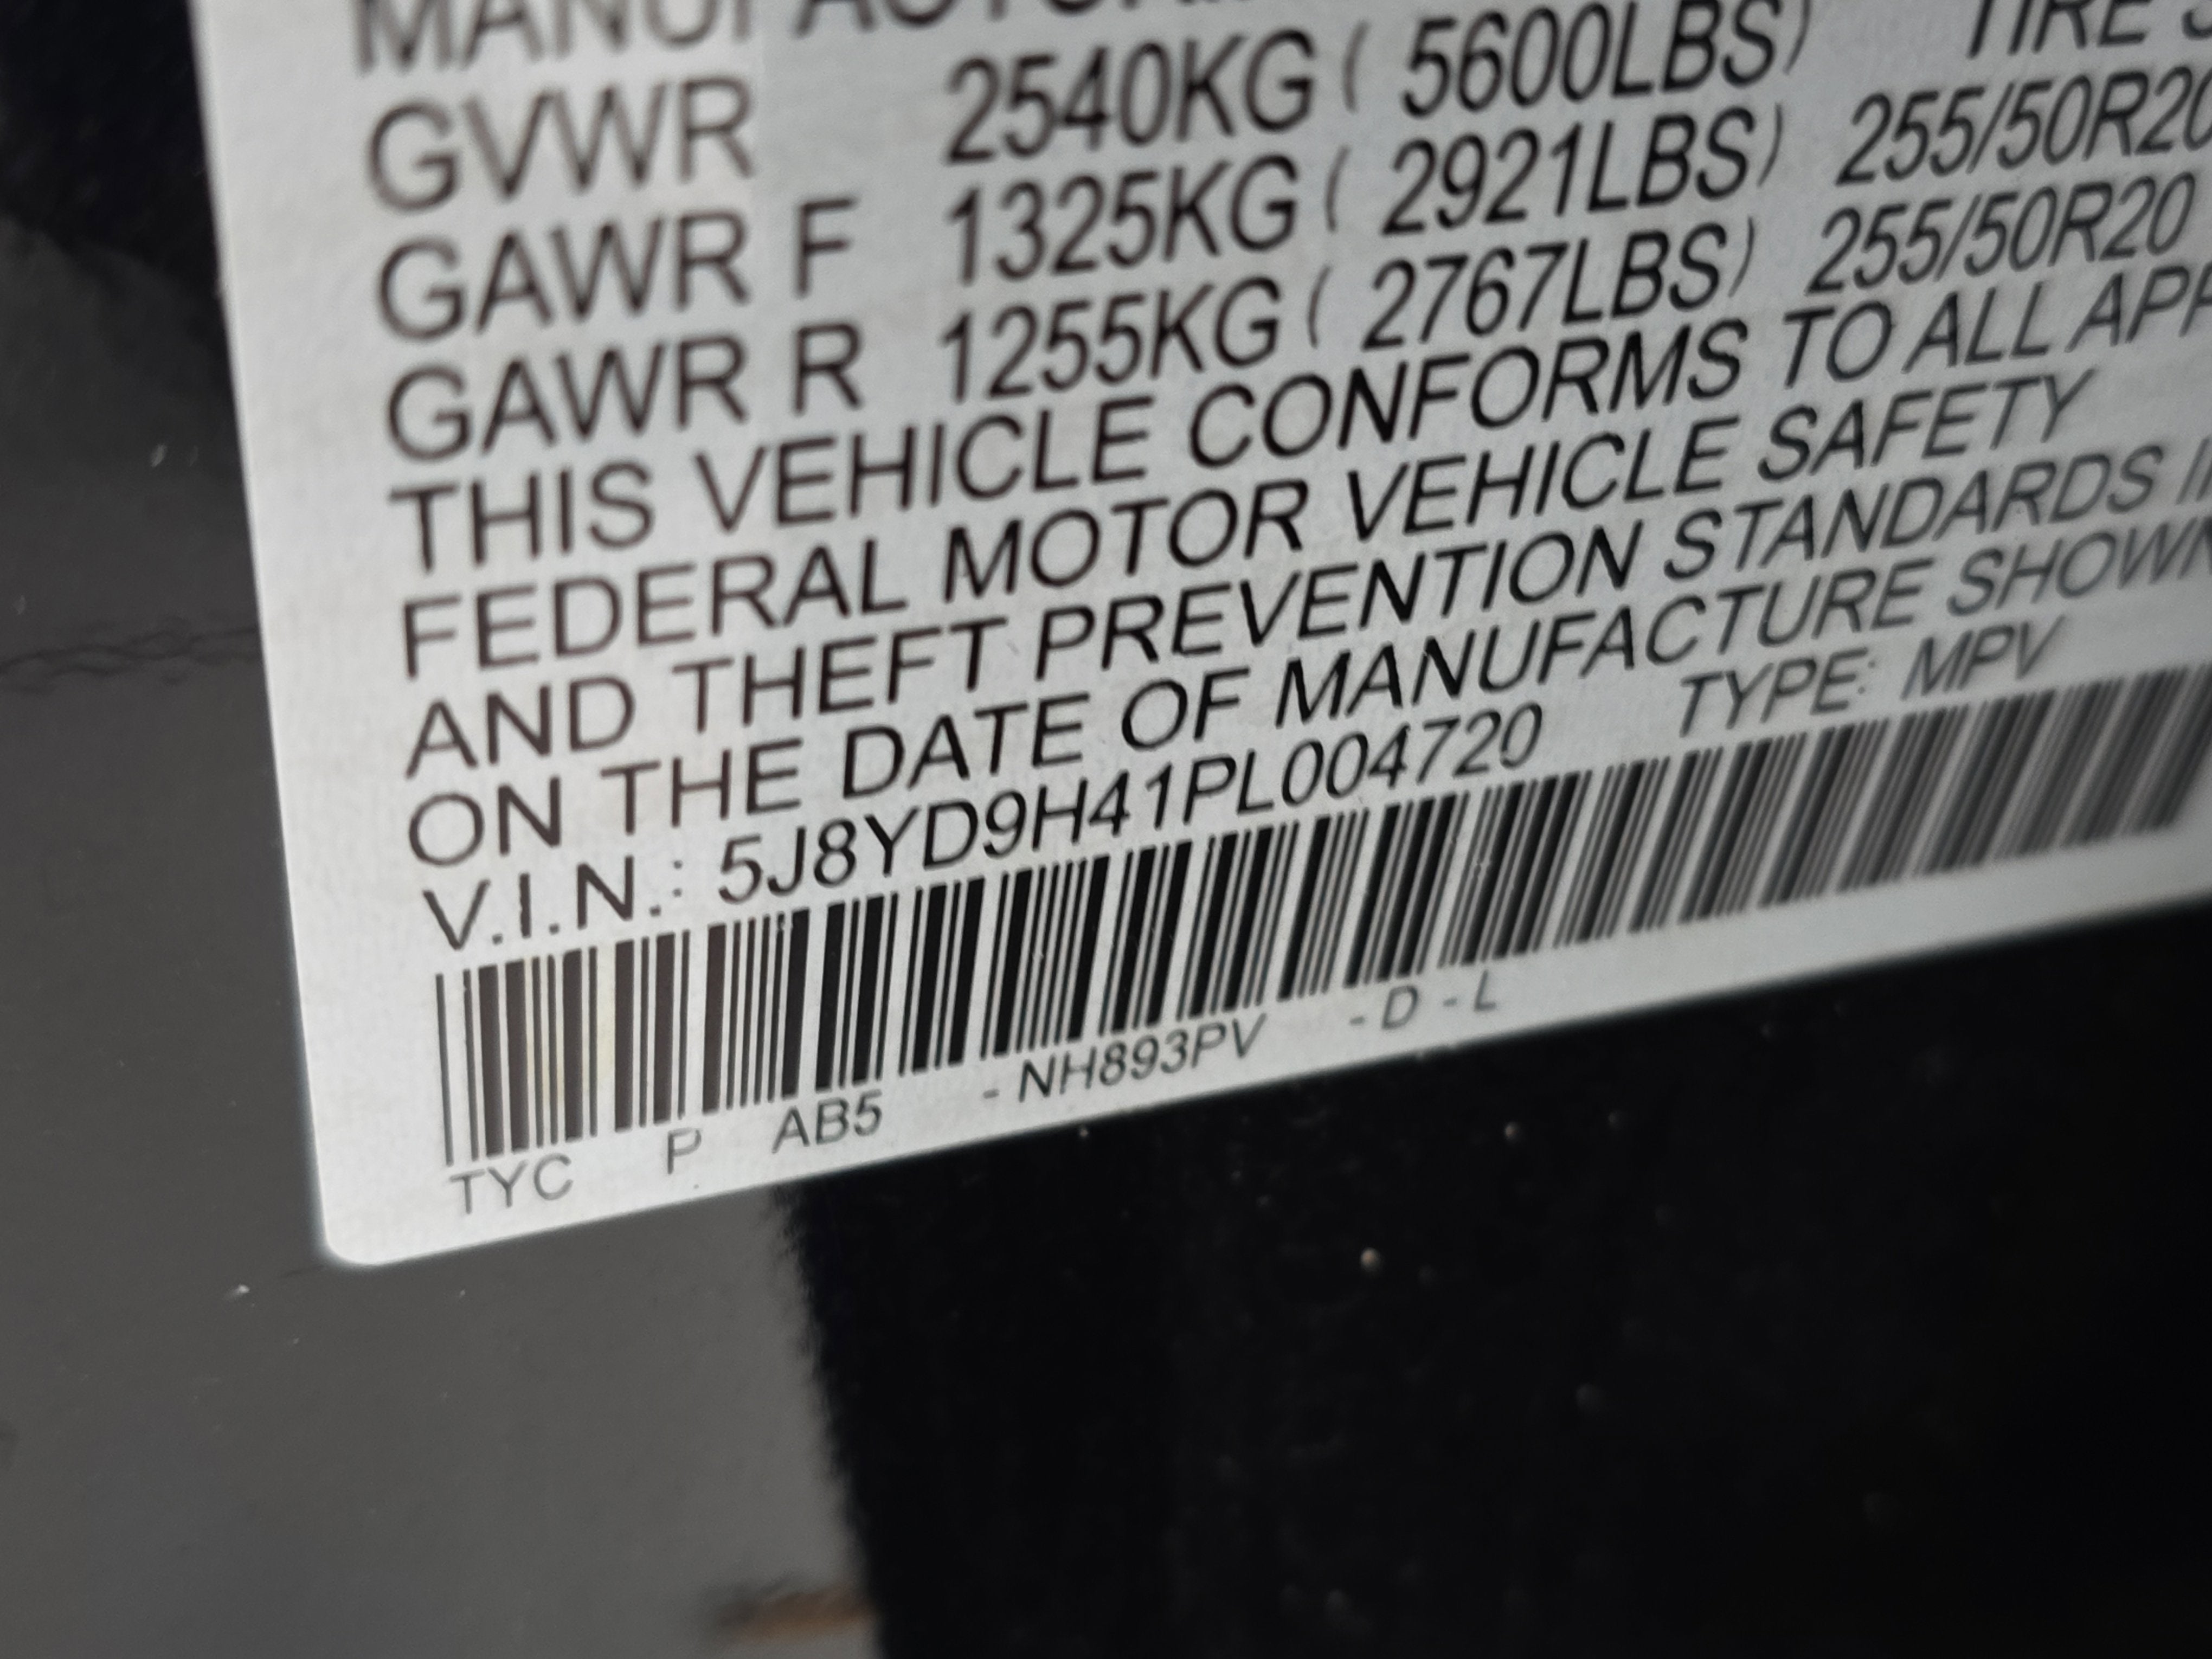 GVWR 2540KG ( 5600LBS) TIRE
GAWR F 1325KG ( 2921LBS) 255/50R20
GAWR R 1255KG ( 2767LBS) 255/50R20
THIS VEHICLE CONFORMS TO ALL
FEDERAL MOTOR VEHICLE SAFETY
AND THEFT PREVENTION STANDARDS
ON THE DATE OF MANUFACTURE SHOWN
V.I.N.: 5J8YD9H41PL004720 TYPE: MPV
TYC P AB5 - NH893PV - D - L